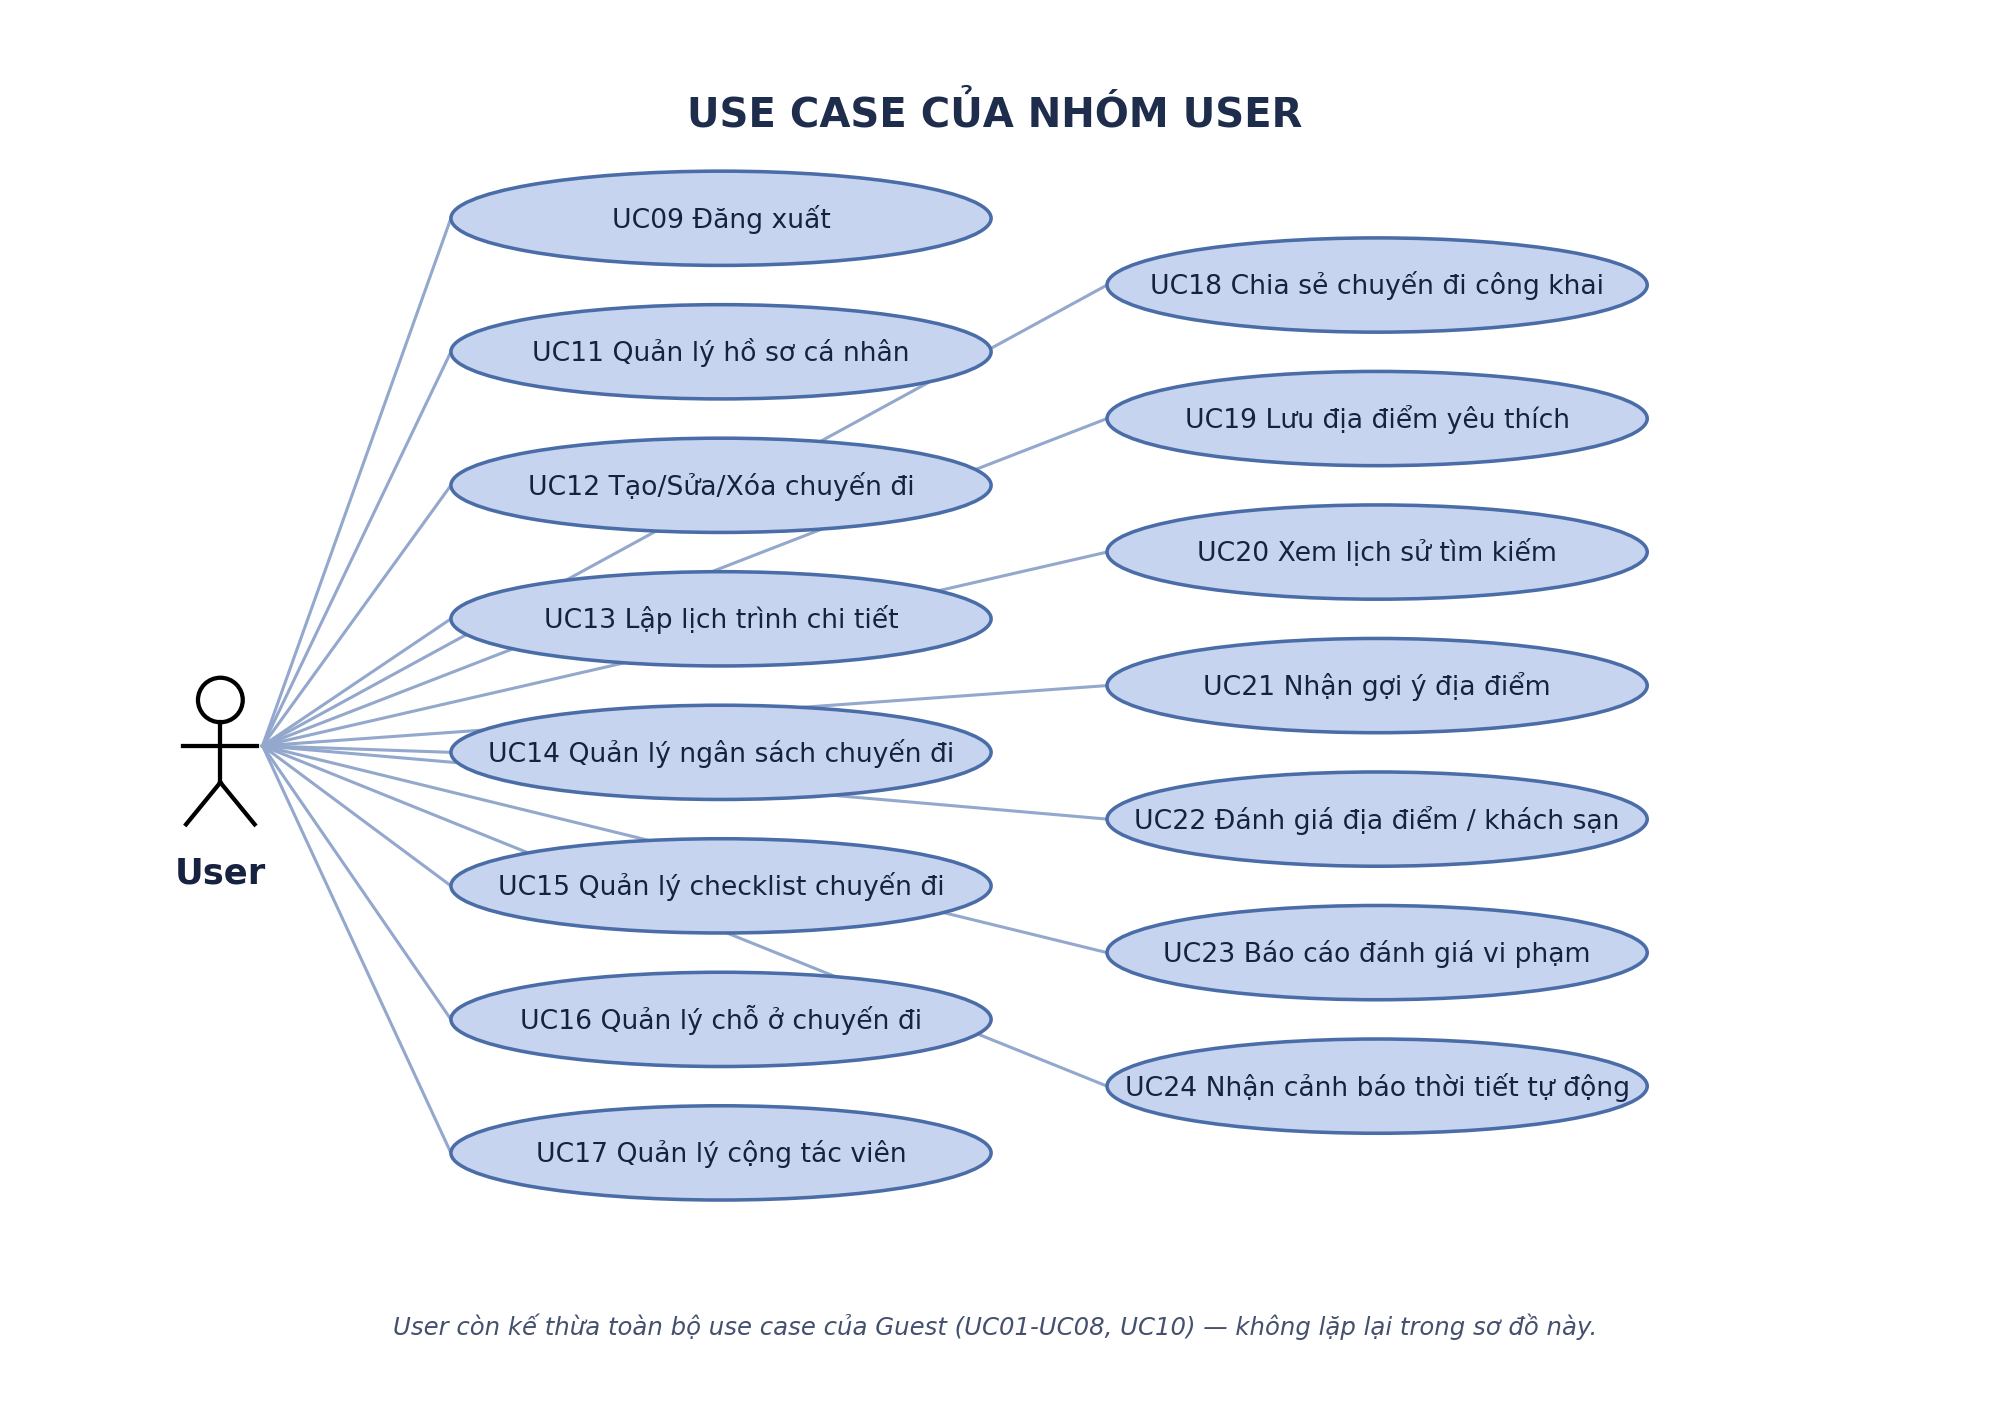 USE CASE CỦA NHÓM USER
UC09 Đăng xuất
UC11 Quản lý hồ sơ cá nhân
UC12 Tạo/Sửa/Xóa chuyến đi
UC13 Lập lịch trình chi tiết
UC14 Quản lý ngân sách chuyến đi
UC15 Quản lý checklist chuyến đi
UC16 Quản lý chỗ ở chuyến đi
UC17 Quản lý cộng tác viên
UC18 Chia sẻ chuyến đi công khai
UC19 Lưu địa điểm yêu thích
UC20 Xem lịch sử tìm kiếm
UC21 Nhận gợi ý địa điểm
UC22 Đánh giá địa điểm / khách sạn
UC23 Báo cáo đánh giá vi phạm
UC24 Nhận cảnh báo thời tiết tự động
User
User còn kế thừa toàn bộ use case của Guest (UC01-UC08, UC10) — không lặp lại trong sơ đồ này.